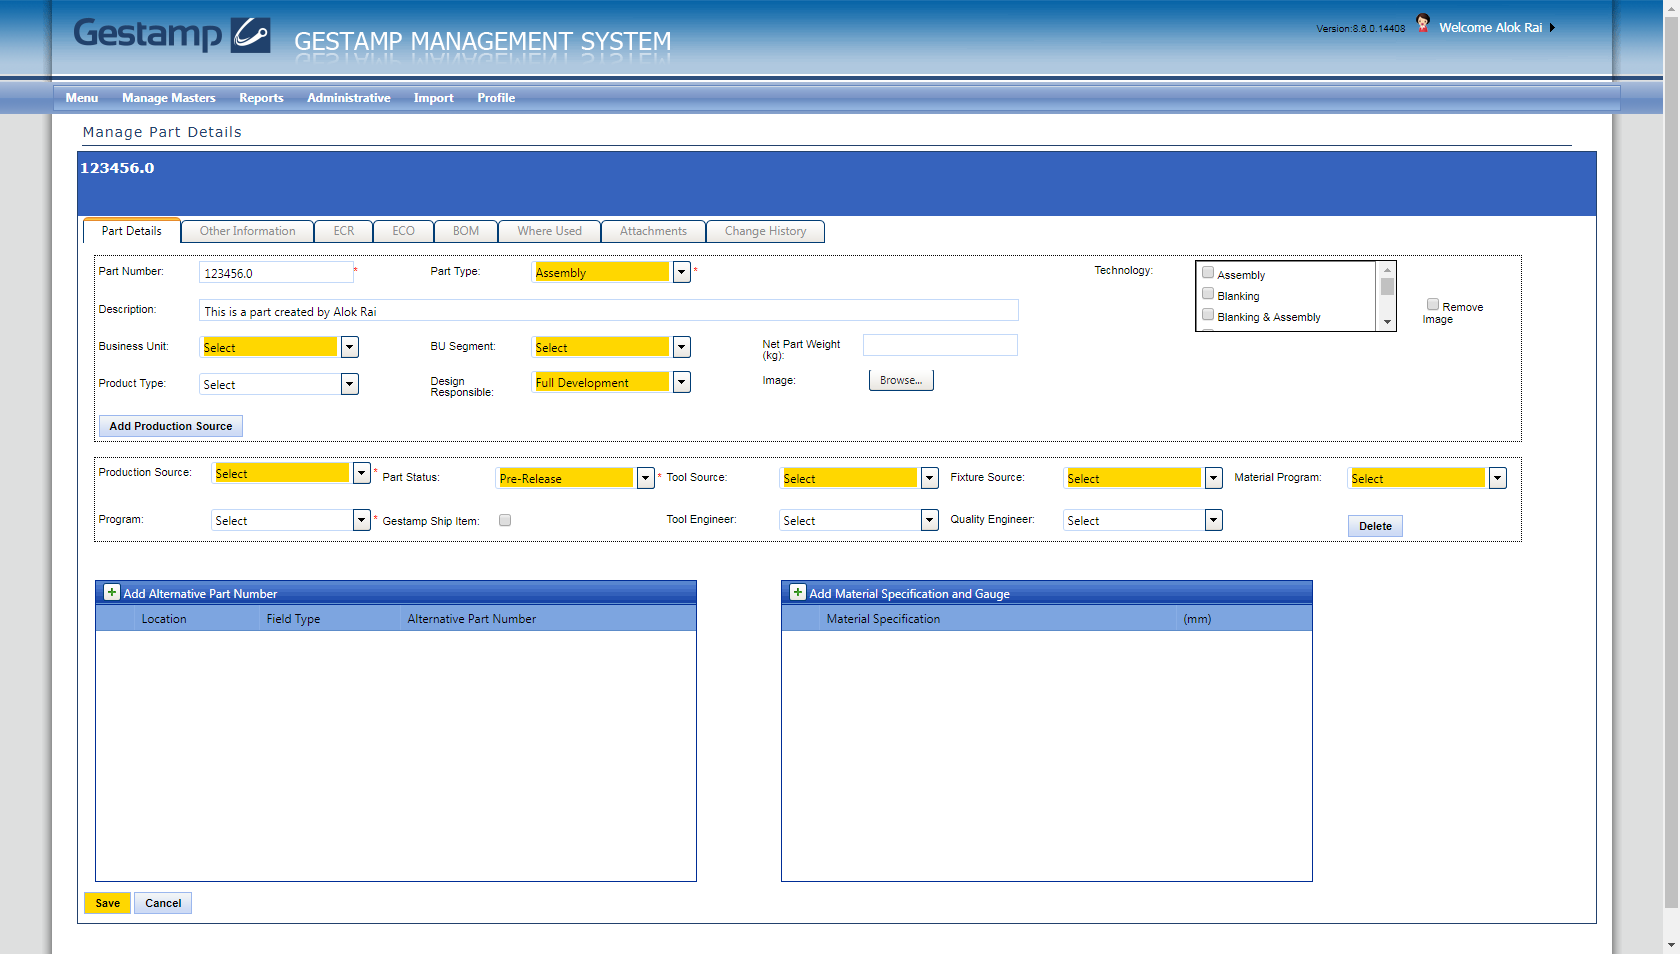 Gestamp
GESTAMP MANAGEMENT SYSTEM
Version:8.6.0.14408
Welcome Alok Rai
Menu Manage Masters Reports Administrative Import Profile
Manage Part Details
123456.0
Part Details Other Information ECR ECO BOM Where Used Attachments Change History
Part Number: 123456.0 * Part Type: Assembly * Technology: Assembly
Blanking
Blanking & Assembly
Remove
Image
Description: This is a part created by Alok Rai
Business Unit: Select BU Segment: Select Net Part Weight
(kg):
Product Type: Select Design
Responsible: Full Development Image: Browse...
Add Production Source
Production Source: Select * Part Status: Pre-Release * Tool Source: Select Fixture Source: Select Material Program: Select
Program: Select * Gestamp Ship Item: Tool Engineer: Select Quality Engineer: Select Delete
Add Alternative Part Number
Location Field Type Alternative Part Number
Add Material Specification and Gauge
Material Specification (mm)
Save Cancel